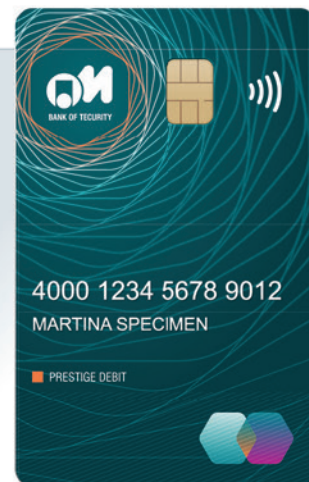 BANK OF TECURITY
4000 1234 5678 9012
MARTINA SPECIMEN
PRESTIGE DEBIT